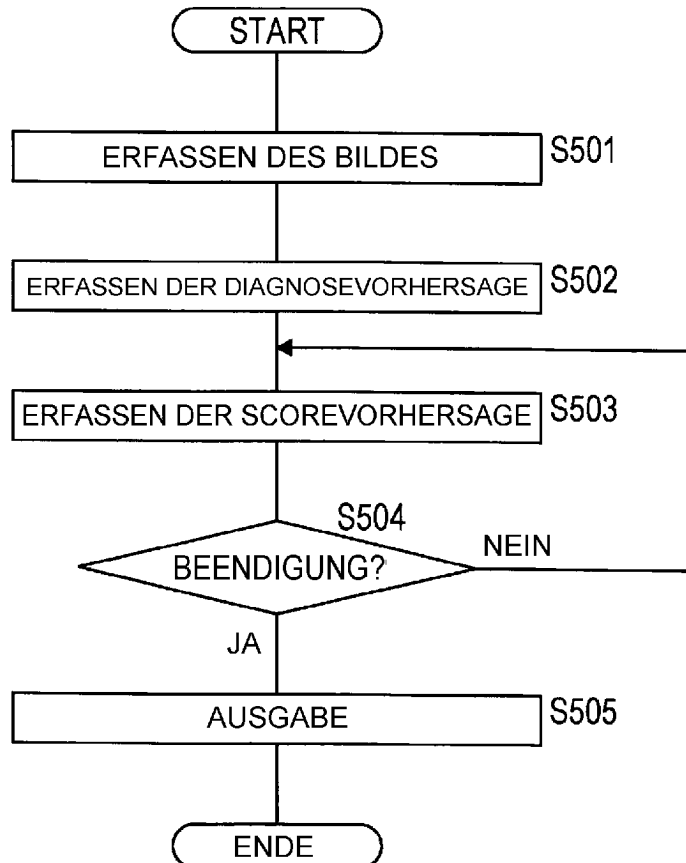 START
ERFASSEN DES BILDES
S501
ERFASSEN DER DIAGNOSEVORHERSAGE
S502
ERFASSEN DER SCOREVORHERSAGE
S503
S504
BEENDIGUNG?
NEIN
JA
AUSGABE
S505
ENDE